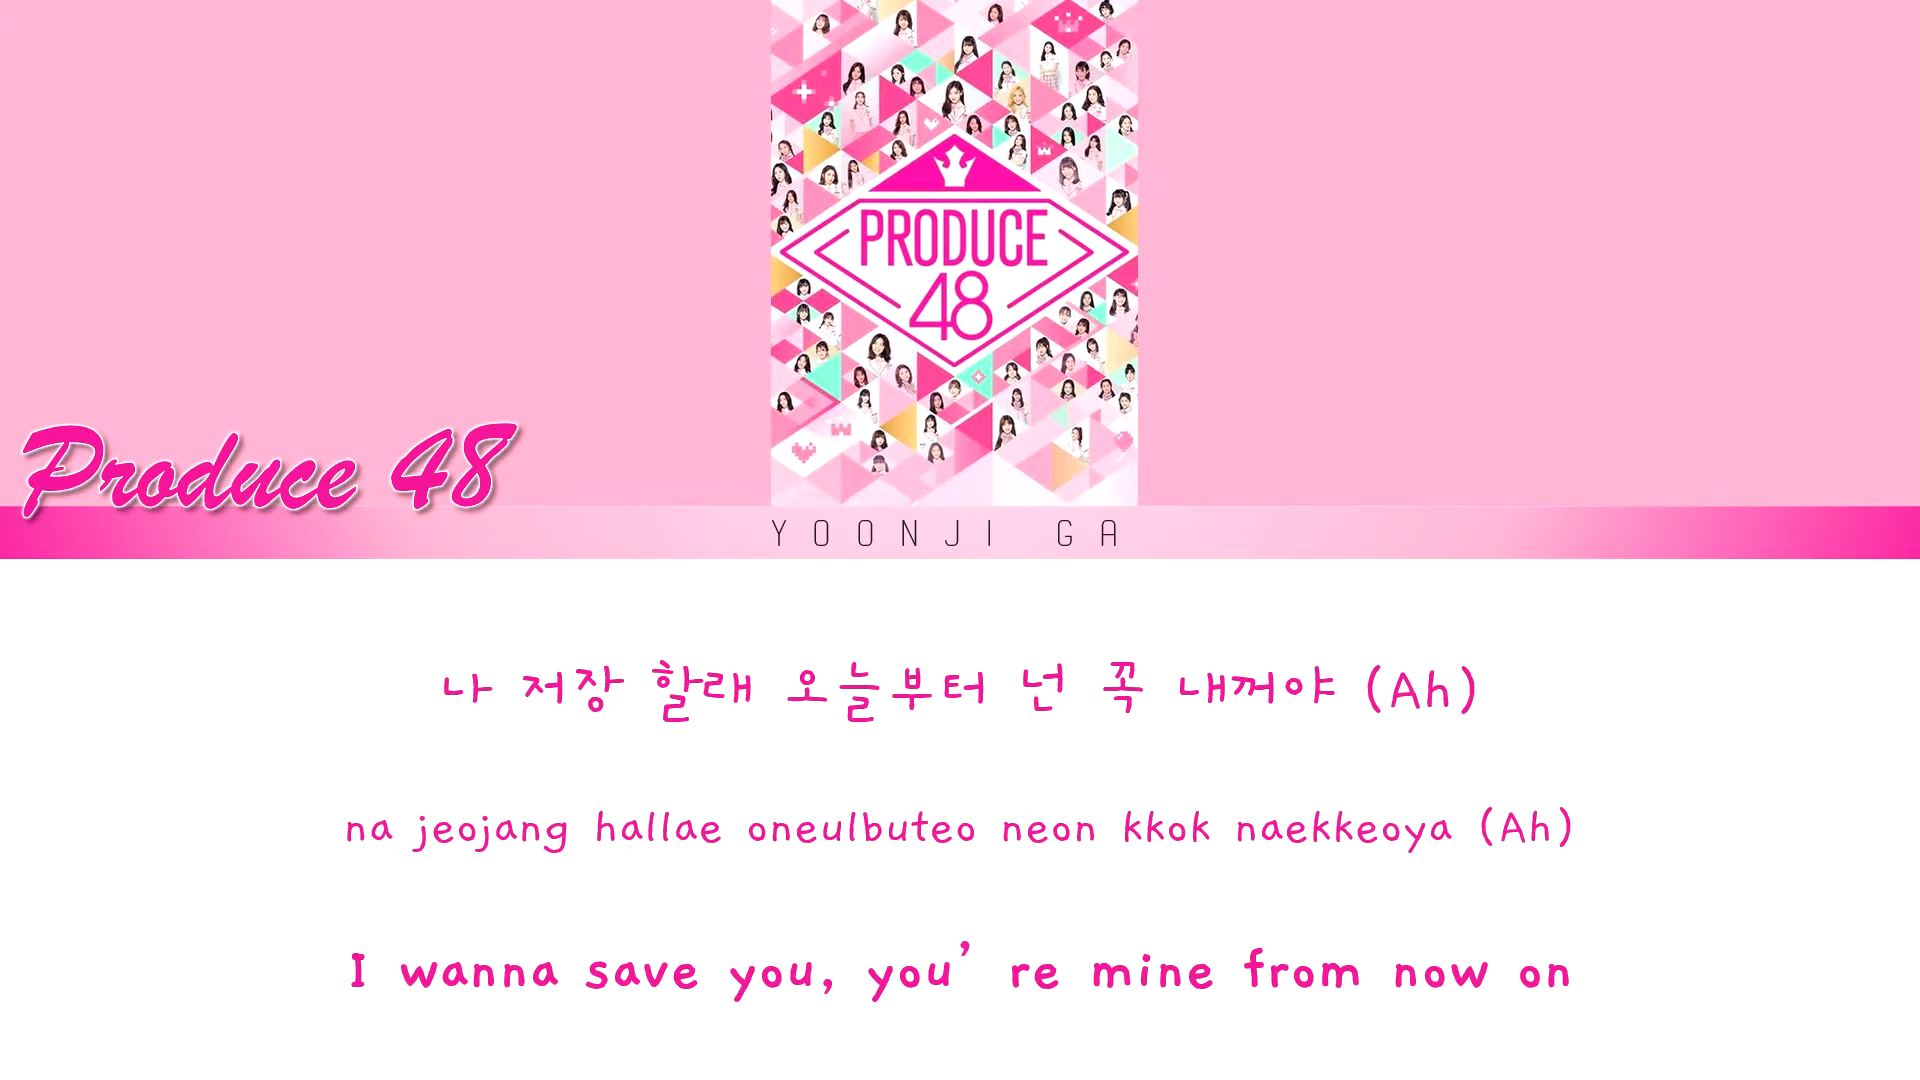 PRODUCE
48
Produce 48
YOONJI GA
나 저장 할래 오늘부터 넌 꼭 내꺼야 (Ah)
na jeojang hallae oneulbuteo neon kkok naekkeoya (Ah)
I wanna save you, you’re mine from now on